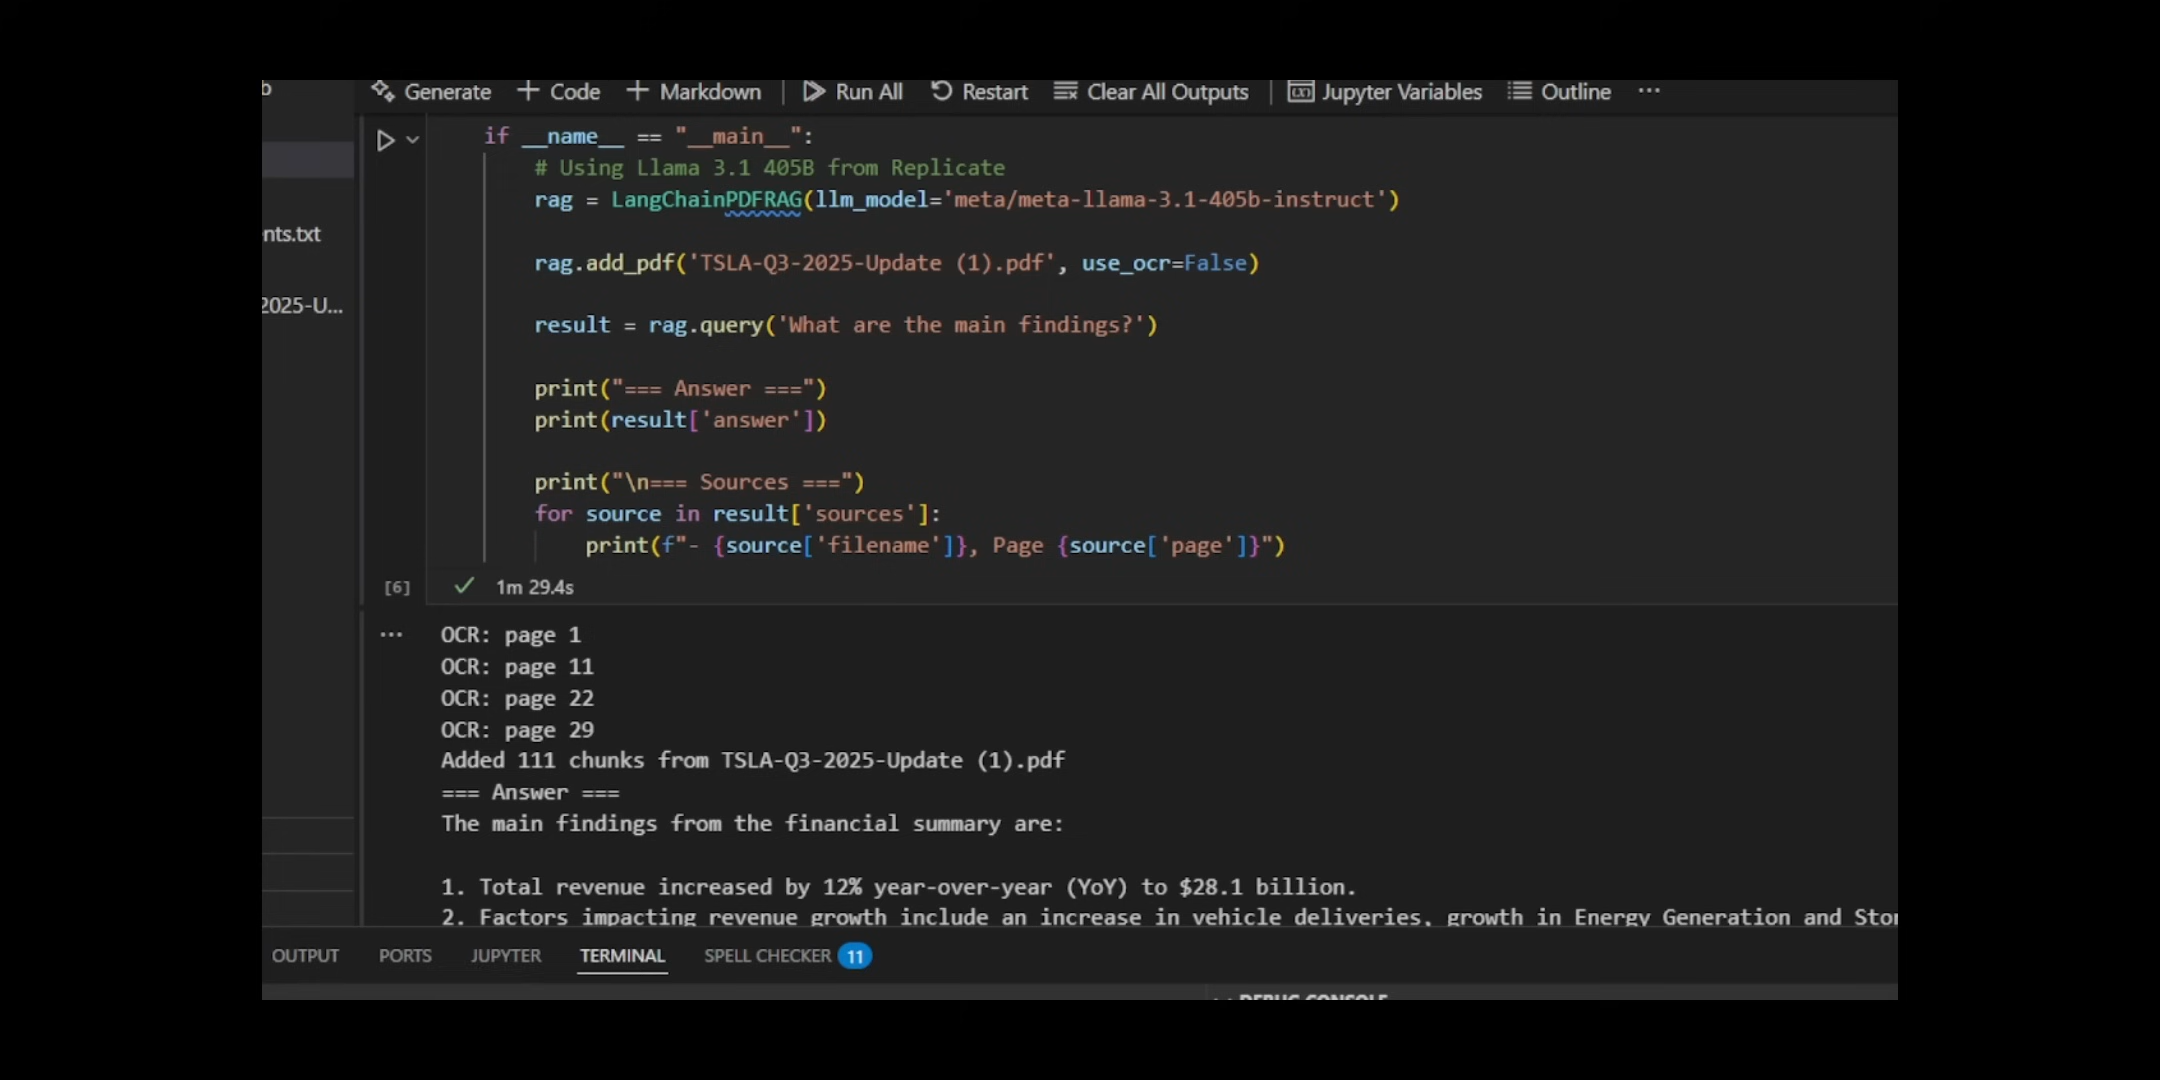 b
Generate + Code + Markdown | Run All Restart Clear All Outputs | Jupyter Variables Outline ...
if __name__ == "__main__":
# Using Llama 3.1 405B from Replicate
rag = LangChainPDFRAG(llm_model='meta/meta-llama-3.1-405b-instruct')
nts.txt
rag.add_pdf('TSLA-Q3-2025-Update (1).pdf', use_ocr=False)
2025-U...
result = rag.query('What are the main findings?')
print("=== Answer ===")
print(result['answer'])
print("\n=== Sources ===")
for source in result['sources']:
print(f"- {source['filename']}, Page {source['page']}")
[6] ✓ 1m 29.4s
... OCR: page 1
OCR: page 11
OCR: page 22
OCR: page 29
Added 111 chunks from TSLA-Q3-2025-Update (1).pdf
=== Answer ===
The main findings from the financial summary are:
1. Total revenue increased by 12% year-over-year (YoY) to $28.1 billion.
2. Factors impacting revenue growth include an increase in vehicle deliveries, growth in Energy Generation and Stor
OUTPUT PORTS JUPYTER TERMINAL SPELL CHECKER 11
DEBUG CONSOLE